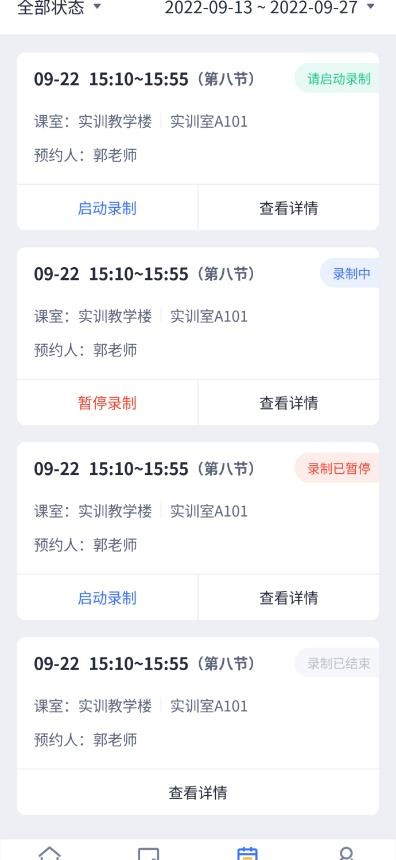 全部状态 2022-09-13 ~ 2022-09-27
09-22 15:10~15:55（第八节） 请启动录制
课室：实训教学楼 实训室A101
预约人：郭老师
启动录制 查看详情
09-22 15:10~15:55（第八节） 录制中
课室：实训教学楼 实训室A101
预约人：郭老师
暂停录制 查看详情
09-22 15:10~15:55（第八节） 录制已暂停
课室：实训教学楼 实训室A101
预约人：郭老师
启动录制 查看详情
09-22 15:10~15:55（第八节） 录制已结束
课室：实训教学楼 实训室A101
预约人：郭老师
查看详情